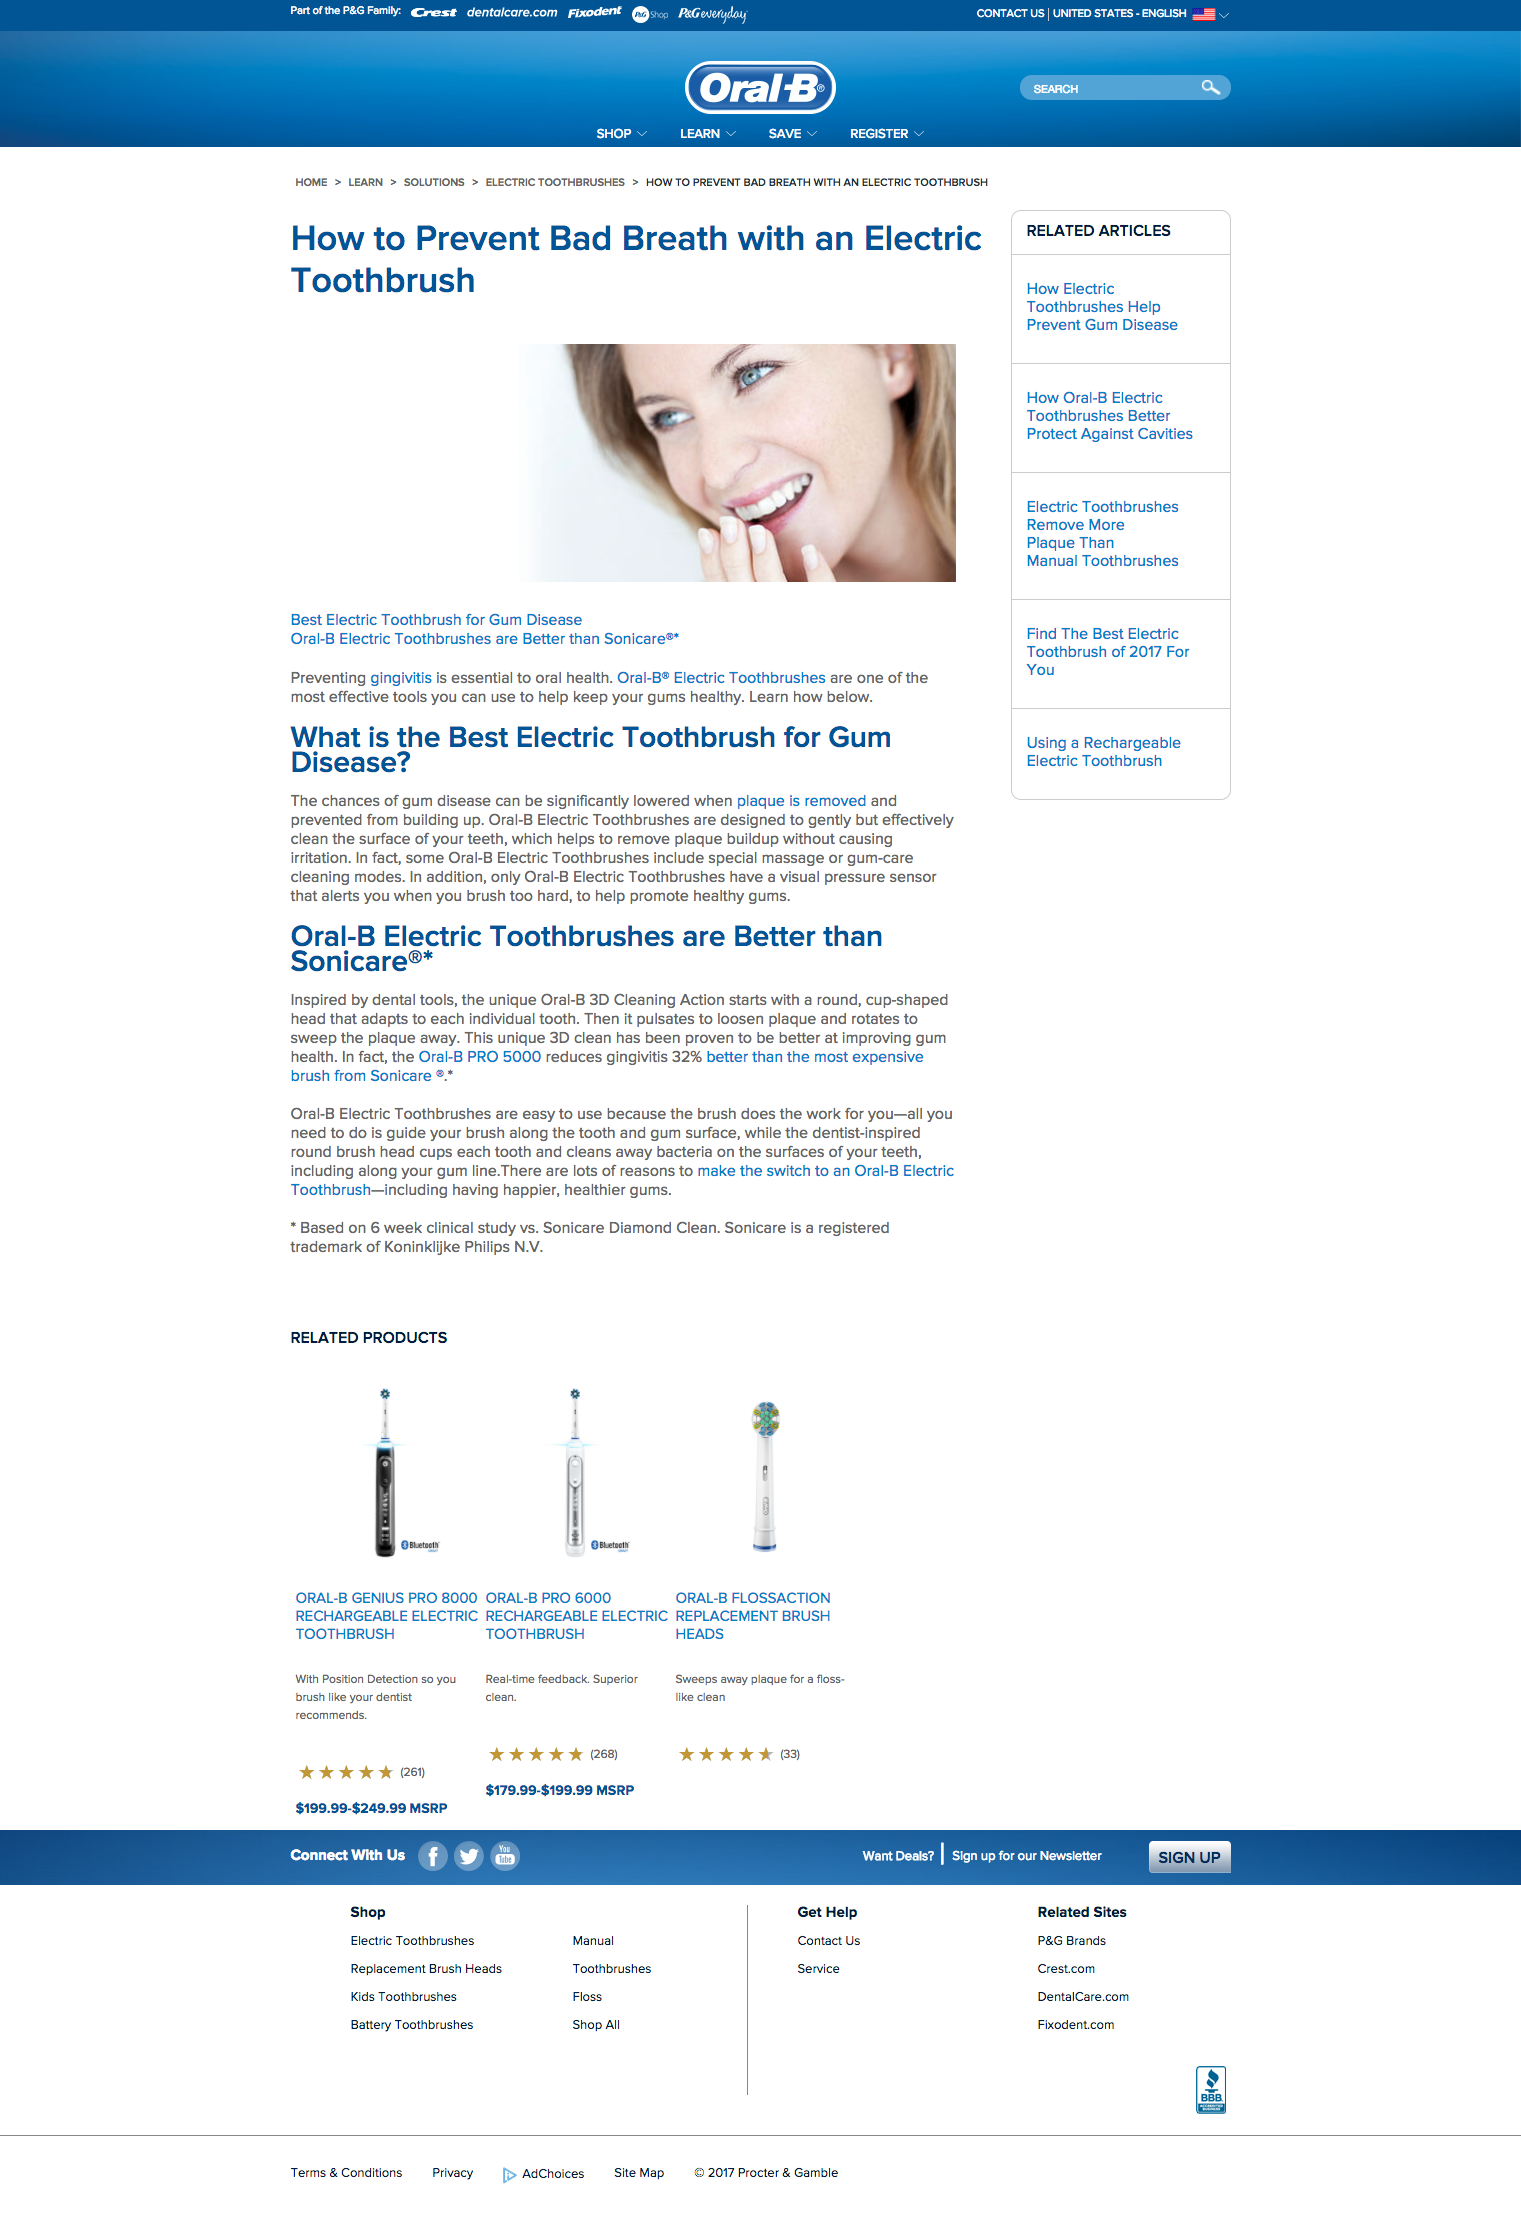 Part of the P&G Family: Crest dentalcare.com Fixodent P&G Shop P&G everyday
CONTACT US | UNITED STATES - ENGLISH
Oral-B®
SEARCH
SHOP LEARN SAVE REGISTER
HOME > LEARN > SOLUTIONS > ELECTRIC TOOTHBRUSHES > HOW TO PREVENT BAD BREATH WITH AN ELECTRIC TOOTHBRUSH
How to Prevent Bad Breath with an Electric
Toothbrush
Best Electric Toothbrush for Gum Disease
Oral-B Electric Toothbrushes are Better than Sonicare®*
Preventing gingivitis is essential to oral health. Oral-B® Electric Toothbrushes are one of the
most effective tools you can use to help keep your gums healthy. Learn how below.
What is the Best Electric Toothbrush for Gum
Disease?
The chances of gum disease can be significantly lowered when plaque is removed and
prevented from building up. Oral-B Electric Toothbrushes are designed to gently but effectively
clean the surface of your teeth, which helps to remove plaque buildup without causing
irritation. In fact, some Oral-B Electric Toothbrushes include special massage or gum-care
cleaning modes. In addition, only Oral-B Electric Toothbrushes have a visual pressure sensor
that alerts you when you brush too hard, to help promote healthy gums.
Oral-B Electric Toothbrushes are Better than
Sonicare®*
Inspired by dental tools, the unique Oral-B 3D Cleaning Action starts with a round, cup-shaped
head that adapts to each individual tooth. Then it pulsates to loosen plaque and rotates to
sweep the plaque away. This unique 3D clean has been proven to be better at improving gum
health. In fact, the Oral-B PRO 5000 reduces gingivitis 32% better than the most expensive
brush from Sonicare ®.*
Oral-B Electric Toothbrushes are easy to use because the brush does the work for you—all you
need to do is guide your brush along the tooth and gum surface, while the dentist-inspired
round brush head cups each tooth and cleans away bacteria on the surfaces of your teeth,
including along your gum line.There are lots of reasons to make the switch to an Oral-B Electric
Toothbrush—including having happier, healthier gums.
* Based on 6 week clinical study vs. Sonicare Diamond Clean. Sonicare is a registered
trademark of Koninklijke Philips N.V.
RELATED ARTICLES
How Electric
Toothbrushes Help
Prevent Gum Disease
How Oral-B Electric
Toothbrushes Better
Protect Against Cavities
Electric Toothbrushes
Remove More
Plaque Than
Manual Toothbrushes
Find The Best Electric
Toothbrush of 2017 For
You
Using a Rechargeable
Electric Toothbrush
RELATED PRODUCTS
Bluetooth
ORAL-B GENIUS PRO 8000
RECHARGEABLE ELECTRIC
TOOTHBRUSH
With Position Detection so you
brush like your dentist
recommends.
(261)
$199.99-$249.99 MSRP
Bluetooth
ORAL-B PRO 6000
RECHARGEABLE ELECTRIC
TOOTHBRUSH
Real-time feedback. Superior
clean.
(268)
$179.99-$199.99 MSRP
ORAL-B FLOSSACTION
REPLACEMENT BRUSH
HEADS
Sweeps away plaque for a floss-
like clean
(33)
Connect With Us
You
Tube
Want Deals? | Sign up for our Newsletter
SIGN UP
Shop
Electric Toothbrushes
Replacement Brush Heads
Kids Toothbrushes
Battery Toothbrushes
Manual
Toothbrushes
Floss
Shop All
Get Help
Contact Us
Service
Related Sites
P&G Brands
Crest.com
DentalCare.com
Fixodent.com
BBB
Terms & Conditions Privacy AdChoices Site Map © 2017 Procter & Gamble